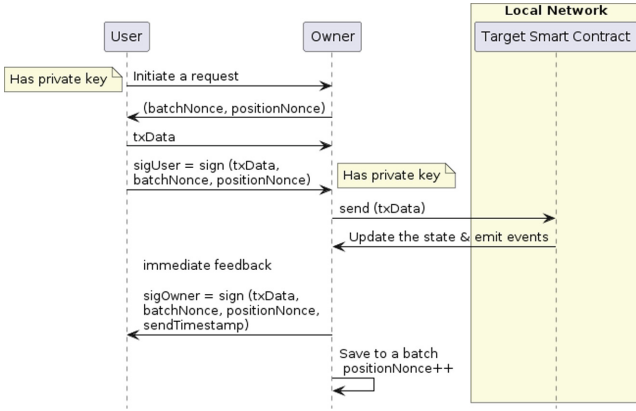 Local Network
User
Owner
Target Smart Contract
Has private key
Initiate a request
(batchNonce, positionNonce)
txData
sigUser = sign (txData,
batchNonce, positionNonce)
Has private key
send (txData)
Update the state & emit events
immediate feedback
sigOwner = sign (txData,
batchNonce, positionNonce,
sendTimestamp)
Save to a batch
positionNonce++